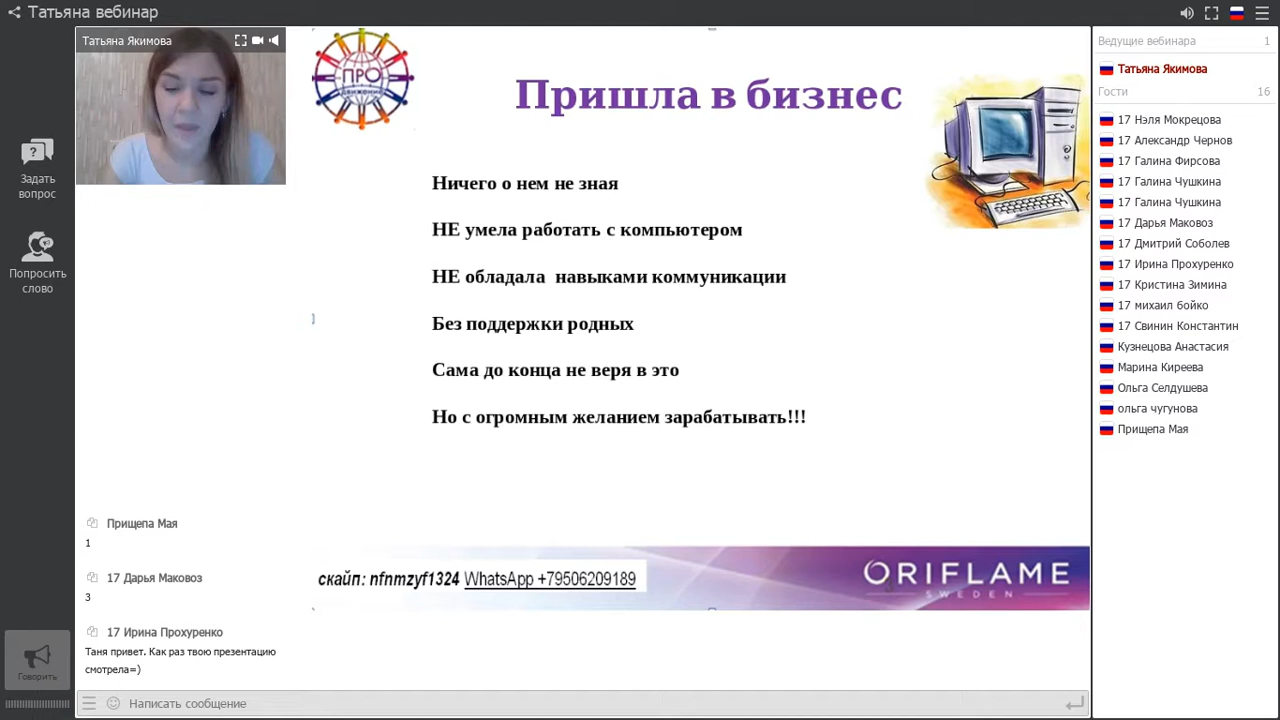 Татьяна вебинар
Татьяна Якимова
Задать
вопрос
Попросить
слово
ПРО
движение
Пришла в бизнес
Ничего о нем не зная
НЕ умела работать с компьютером
НЕ обладала навыками коммуникации
Без поддержки родных
Сама до конца не веря в это
Но с огромным желанием зарабатывать!!!
скайп: nfnmzyf1324 WhatsApp +79506209189
ORIFLAME
SWEDEN
Прищепа Мая
1
17 Дарья Маковоз
3
17 Ирина Прохуренко
Таня привет. Как раз твою презентацию
смотрела=)
Говорить
Написать сообщение
Ведущие вебинара 1
Татьяна Якимова
Гости 16
17 Нэля Мокрецова
17 Александр Чернов
17 Галина Фирсова
17 Галина Чушкина
17 Галина Чушкина
17 Дарья Маковоз
17 Дмитрий Соболев
17 Ирина Прохуренко
17 Кристина Зимина
17 михаил бойко
17 Свинин Константин
Кузнецова Анастасия
Марина Киреева
Ольга Селдушева
ольга чугунова
Прищепа Мая